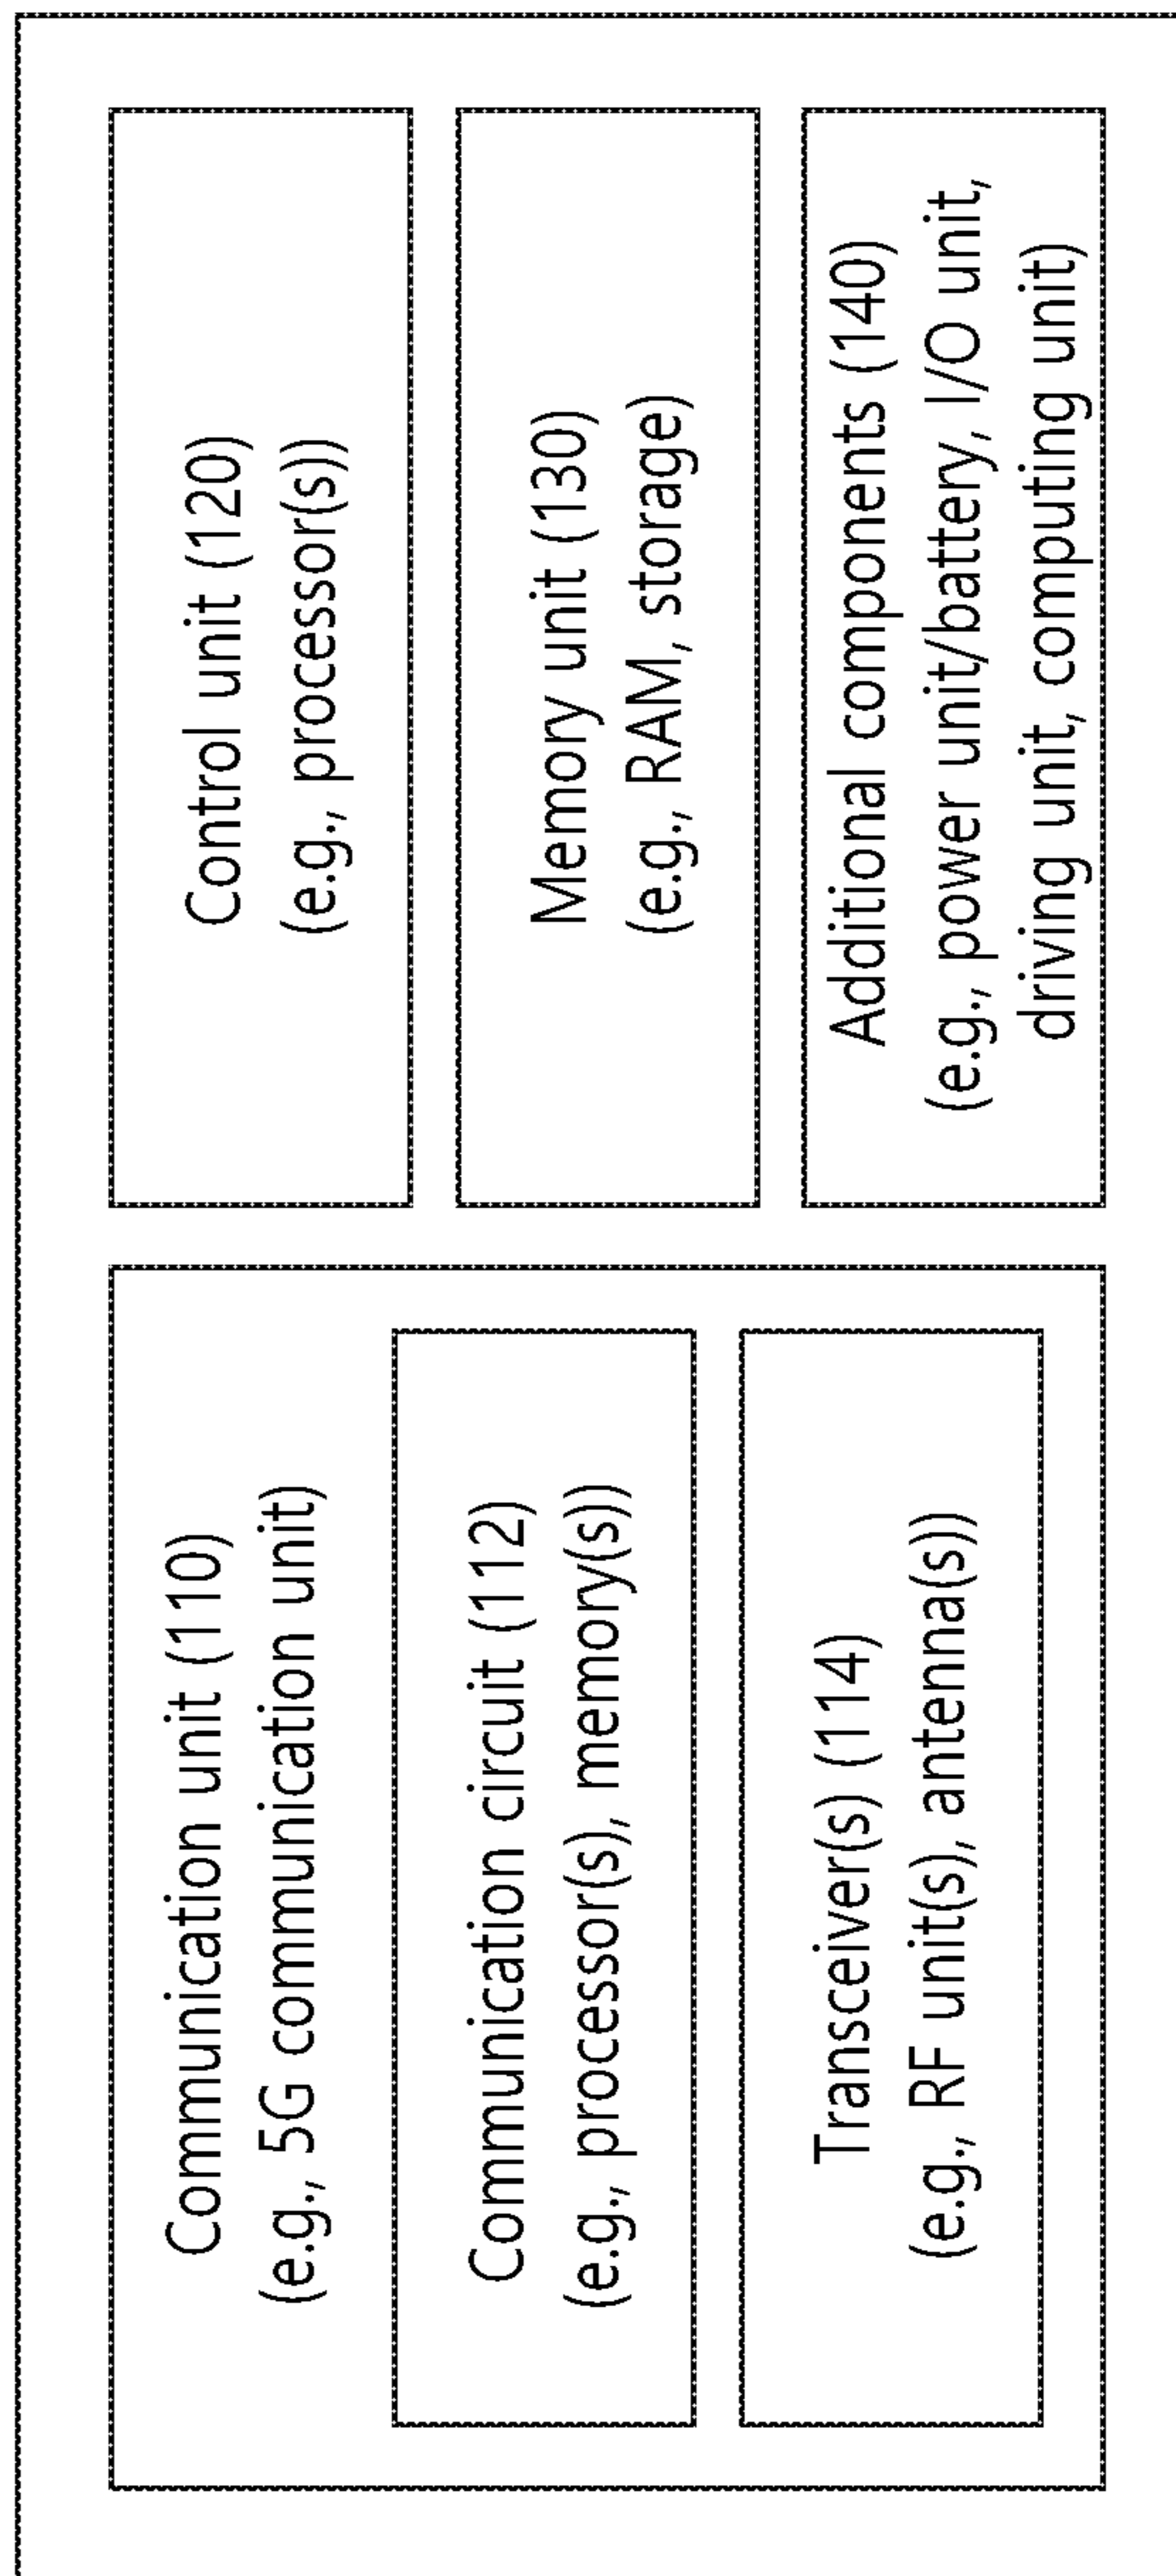 Communication unit (110)
(e.g., 5G communication unit)
Communication circuit (112)
(e.g., processor(s), memory(s))
Transceiver(s) (114)
(e.g., RF unit(s), antenna(s))
Control unit (120)
(e.g., processor(s))
Memory unit (130)
(e.g., RAM, storage)
Additional components (140)
(e.g., power unit/battery, I/O unit,
driving unit, computing unit)